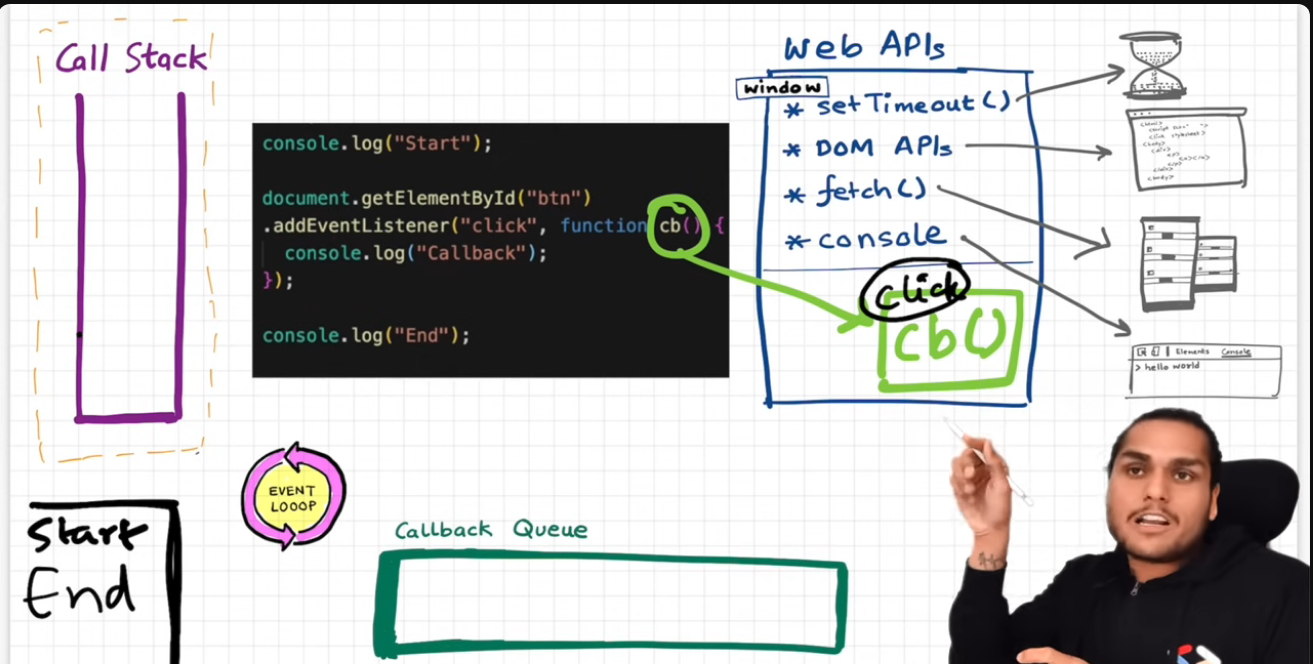 Call Stack
console.log("Start");
document.getElementById("btn")
.addEventListener("click", function cb() {
console.log("Callback");
});
console.log("End");
Web APIs
window
* setTimeout()
* DOM APIs
* fetch()
* console
click
cb()
Elements Console
> hello world
EVENT
LOOOP
Callback Queue
Start
End